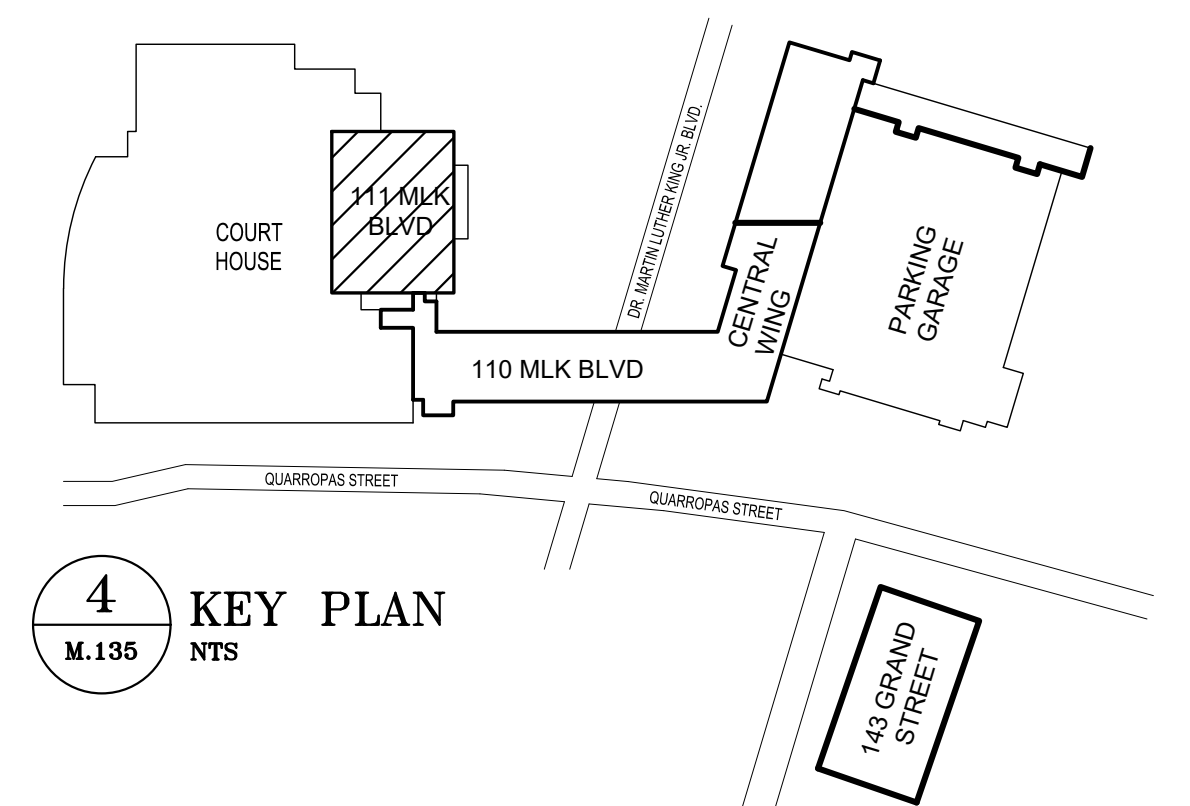 111 MLK
BLVD
COURT
HOUSE
DR. MARTIN LUTHER KING JR. BLVD.
CENTRAL
WING
PARKING
GARAGE
110 MLK BLVD
QUARROPAS STREET
QUARROPAS STREET
4
M.135
KEY PLAN
NTS
143 GRAND
STREET